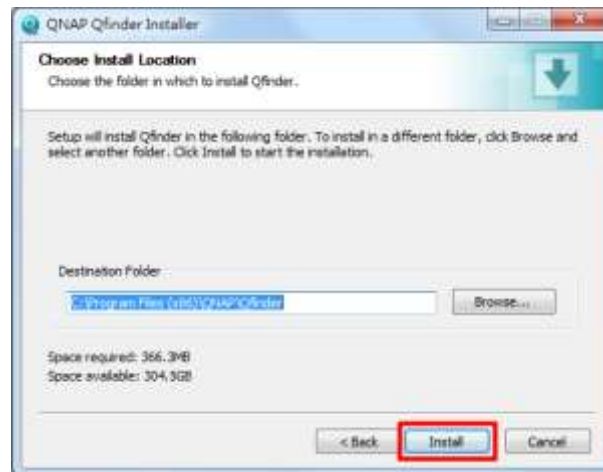 QNAP Qfinder Installer
Choose Install Location
Choose the folder in which to install Qfinder.
Setup will install Qfinder in the following folder. To install in a different folder, click Browse and
select another folder. Click Install to start the installation.
Destination Folder
C:\Program Files (x86)\QNAP\Qfinder
Browse...
Space required: 366.3MB
Space available: 304.5GB
< Back
Install
Cancel